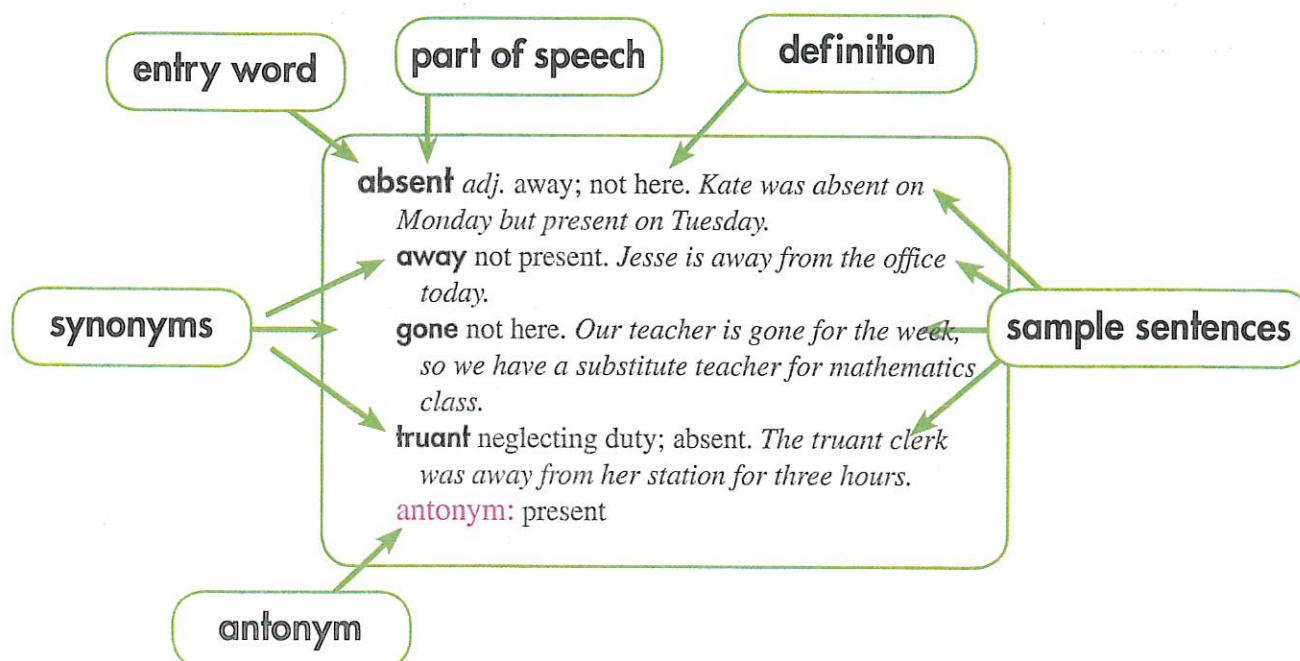 entry word
part of speech
definition
absent adj. away; not here. Kate was absent on
Monday but present on Tuesday.
away not present. Jesse is away from the office
today.
synonyms
gone not here. Our teacher is gone for the week,
so we have a substitute teacher for mathematics
class.
sample sentences
truant neglecting duty; absent. The truant clerk
was away from her station for three hours.
antonym: present
antonym